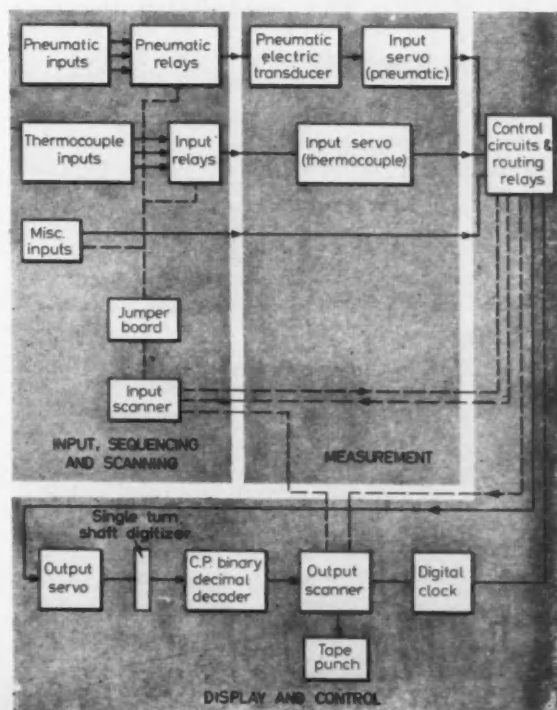 Pneumatic
inputs
Pneumatic
relays
Pneumatic
electric
transducer
Input
servo
(pneumatic)
Thermocouple
inputs
Input
relays
Input servo
(thermocouple)
Control
circuits &
routing
relays
Misc.
inputs
Jumper
board
Input
scanner
INPUT, SEQUENCING
AND SCANNING
MEASUREMENT
Single turn
shaft digitizer
Output
servo
C.P. binary
decimal
decoder
Output
scanner
Digital
clock
Tape
punch
DISPLAY AND CONTROL